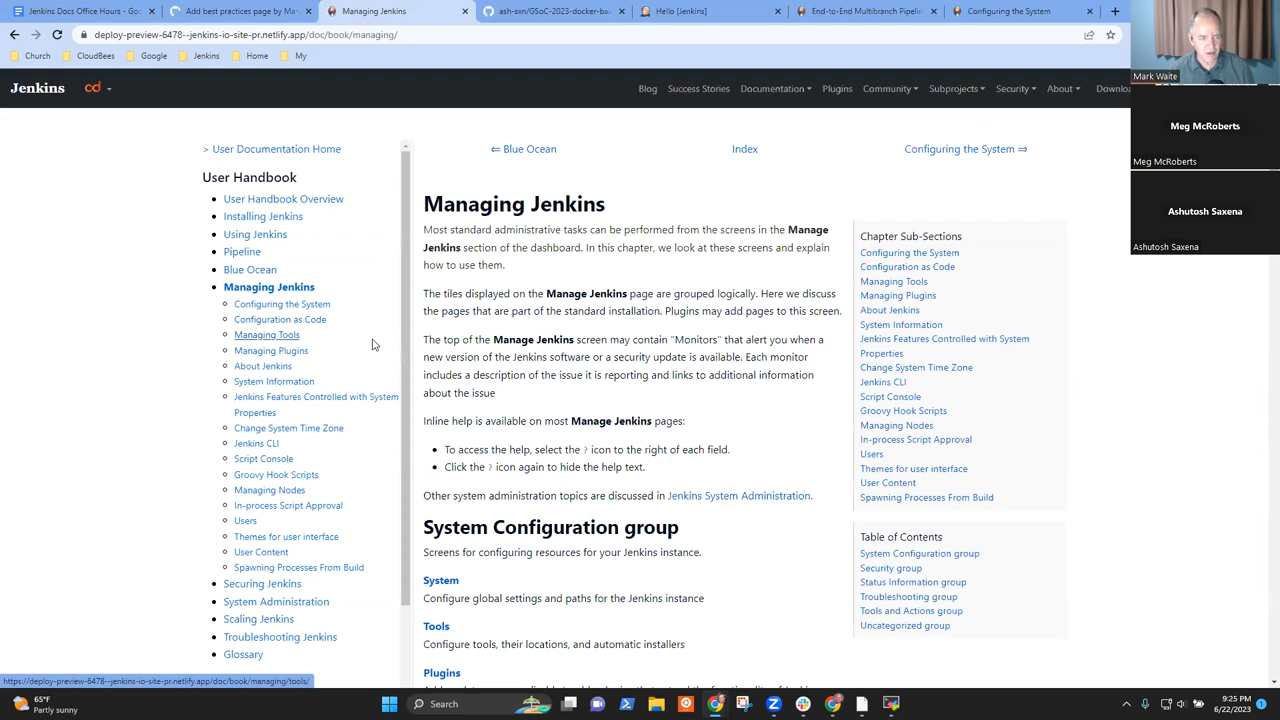 Jenkins Docs Office Hours - G
Add best practices page by Ma
Managing Jenkins
ash-sxn/GSoC-2023-docker-ba
Hello [Jenkins]
End-to-End Multibranch Pipelin
Configuring the System
deploy-preview-6478--jenkins-io-site-pr.netlify.app/doc/book/managing/
Church
CloudBees
Google
Jenkins
Home
My
Mark Waite
Jenkins
cd
Blog
Success Stories
Documentation
Plugins
Community
Subprojects
Security
About
Downloa
Meg McRoberts
Meg McRoberts
Ashutosh Saxena
Ashutosh Saxena
> User Documentation Home
User Handbook
User Handbook Overview
Installing Jenkins
Using Jenkins
Pipeline
Blue Ocean
Managing Jenkins
Configuring the System
Configuration as Code
Managing Tools
Managing Plugins
About Jenkins
System Information
Jenkins Features Controlled with System
Properties
Change System Time Zone
Jenkins CLI
Script Console
Groovy Hook Scripts
Managing Nodes
In-process Script Approval
Users
Themes for user interface
User Content
Spawning Processes From Build
Securing Jenkins
System Administration
Scaling Jenkins
Troubleshooting Jenkins
Glossary
⇐ Blue Ocean
Index
Configuring the System ⇒
Managing Jenkins
Most standard administrative tasks can be performed from the screens in the Manage
Jenkins section of the dashboard. In this chapter, we look at these screens and explain
how to use them.
The tiles displayed on the Manage Jenkins page are grouped logically. Here we discuss
the pages that are part of the standard installation. Plugins may add pages to this screen.
The top of the Manage Jenkins screen may contain "Monitors" that alert you when a
new version of the Jenkins software or a security update is available. Each monitor
includes a description of the issue it is reporting and links to additional information
about the issue
Inline help is available on most Manage Jenkins pages:
To access the help, select the ? icon to the right of each field.
Click the ? icon again to hide the help text.
Other system administration topics are discussed in Jenkins System Administration.
System Configuration group
Screens for configuring resources for your Jenkins instance.
System
Configure global settings and paths for the Jenkins instance
Tools
Configure tools, their locations, and automatic installers
Plugins
Chapter Sub-Sections
Configuring the System
Configuration as Code
Managing Tools
Managing Plugins
About Jenkins
System Information
Jenkins Features Controlled with System
Properties
Change System Time Zone
Jenkins CLI
Script Console
Groovy Hook Scripts
Managing Nodes
In-process Script Approval
Users
Themes for user interface
User Content
Spawning Processes From Build
Table of Contents
System Configuration group
Security group
Status Information group
Troubleshooting group
Tools and Actions group
Uncategorized group
https://deploy-preview-6478--jenkins-io-site-pr.netlify.app/doc/book/managing/tools/
65°F
Partly sunny
Search
9:25 PM
6/22/2023